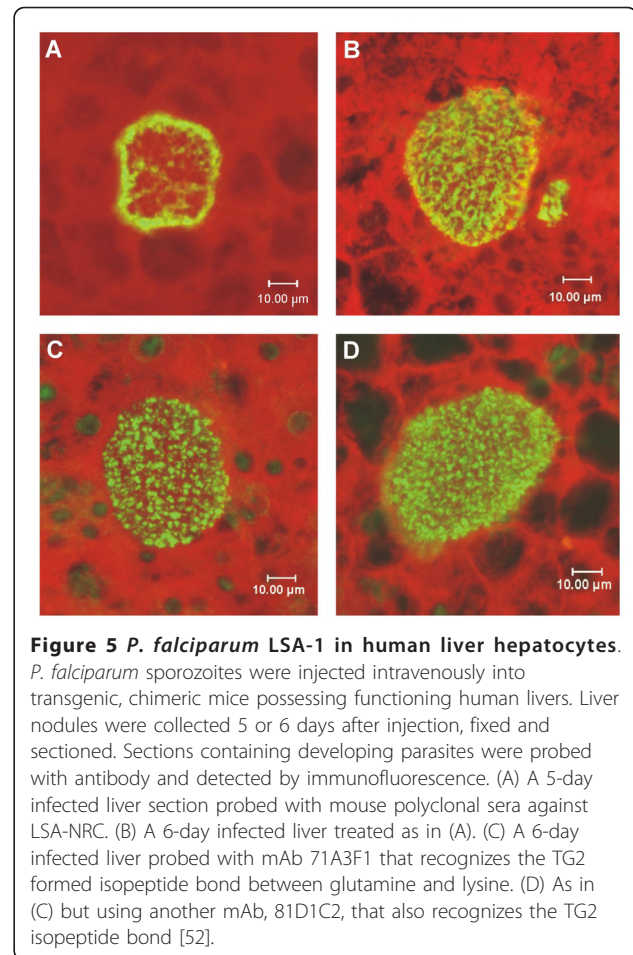 A
B
10.00 µm
10.00 µm
C
D
10.00 µm
10.00 µm
Figure 5 P. falciparum LSA-1 in human liver hepatocytes.
P. falciparum sporozoites were injected intravenously into
transgenic, chimeric mice possessing functioning human livers. Liver
nodules were collected 5 or 6 days after injection, fixed and
sectioned. Sections containing developing parasites were probed
with antibody and detected by immunofluorescence. (A) A 5-day
infected liver section probed with mouse polyclonal sera against
LSA-NRC. (B) A 6-day infected liver treated as in (A). (C) A 6-day
infected liver probed with mAb 71A3F1 that recognizes the TG2
formed isopeptide bond between glutamine and lysine. (D) As in
(C) but using another mAb, 81D1C2, that also recognizes the TG2
isopeptide bond [52].